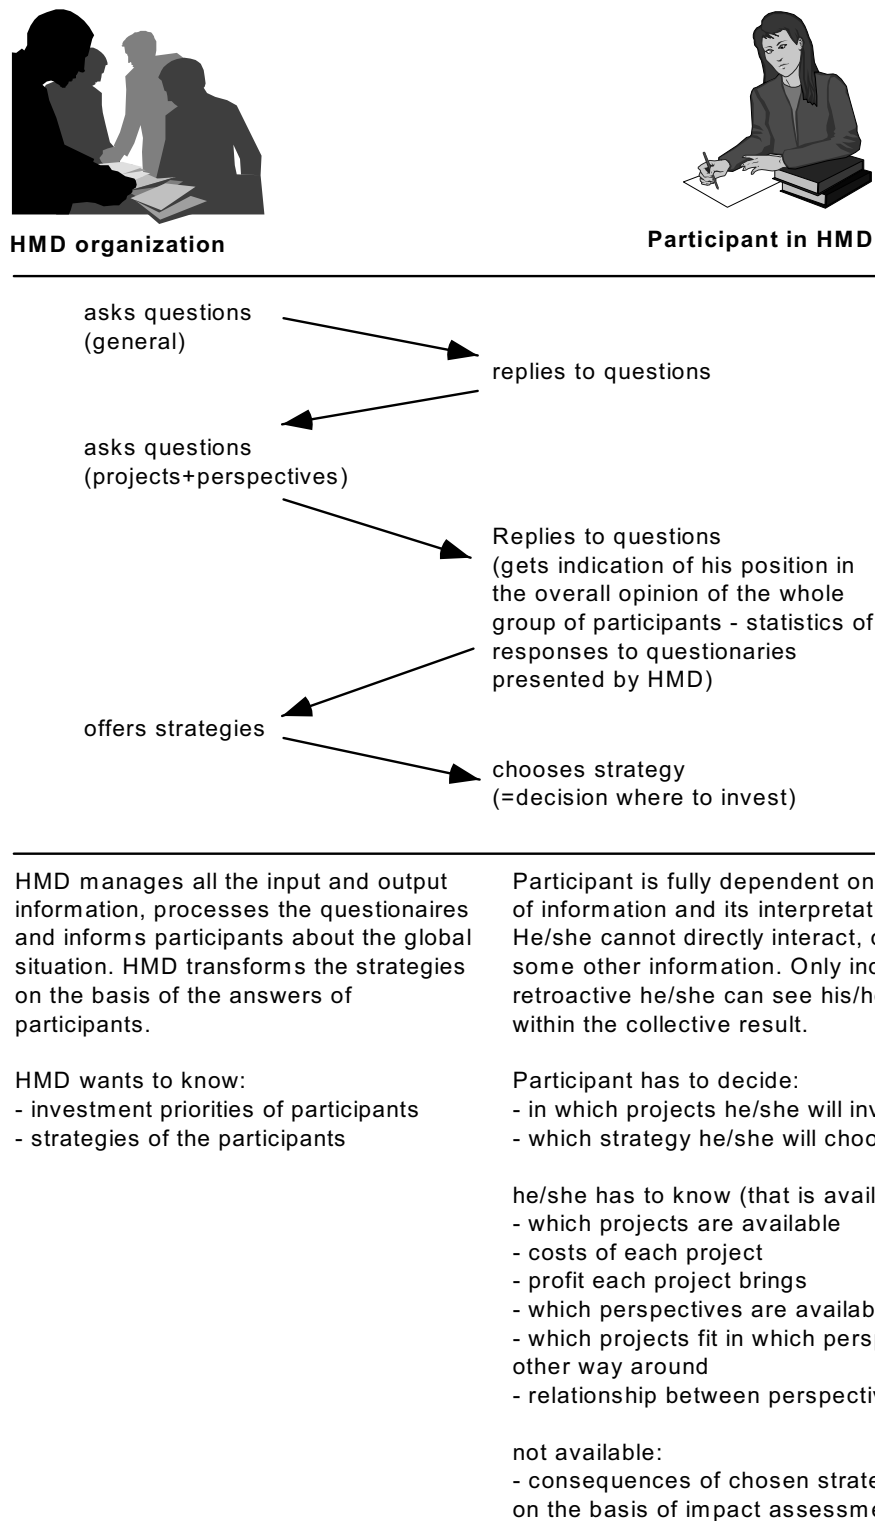 HMD organization
Participant in HMD
asks questions
(general)
replies to questions
asks questions
(projects+perspectives)
Replies to questions
(gets indication of his position in
the overall opinion of the whole
group of participants - statistics of
responses to questionaries
presented by HMD)
offers strategies
chooses strategy
(=decision where to invest)
HMD manages all the input and output
information, processes the questionaires
and informs participants about the global
situation. HMD transforms the strategies
on the basis of the answers of
participants.
HMD wants to know:
- investment priorities of participants
- strategies of the participants
Participant is fully dependent on
of information and its interpretat
He/she cannot directly interact,
some other information. Only ind
retroactive he/she can see his/h
within the collective result.
Participant has to decide:
- in which projects he/she will inv
- which strategy he/she will choo
he/she has to know (that is avail
- which projects are available
- costs of each project
- profit each project brings
- which perspectives are availab
- which projects fit in which pers
other way around
- relationship between perspectiv
not available:
- consequences of chosen strate
on the basis of impact assessme